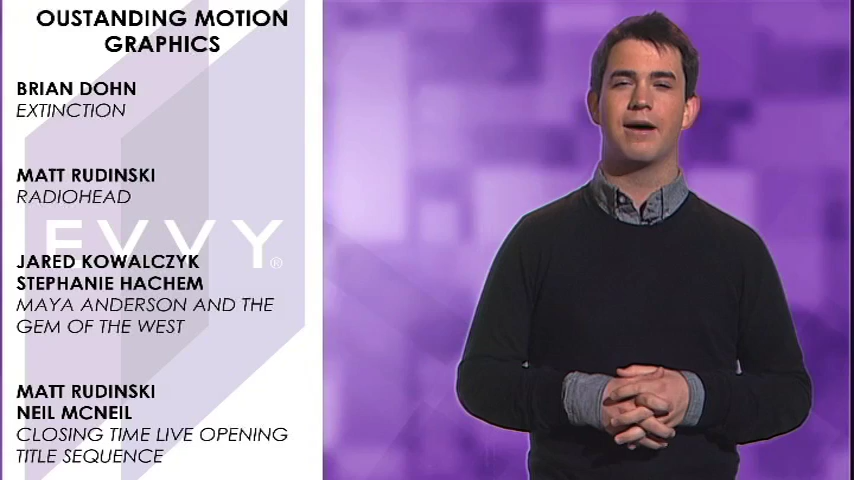 OUSTANDING MOTION
GRAPHICS
BRIAN DOHN
EXTINCTION
MATT RUDINSKI
RADIOHEAD
EVVY®
JARED KOWALCZYK
STEPHANIE HACHEM
MAYA ANDERSON AND THE
GEM OF THE WEST
MATT RUDINSKI
NEIL MCNEIL
CLOSING TIME LIVE OPENING
TITLE SEQUENCE